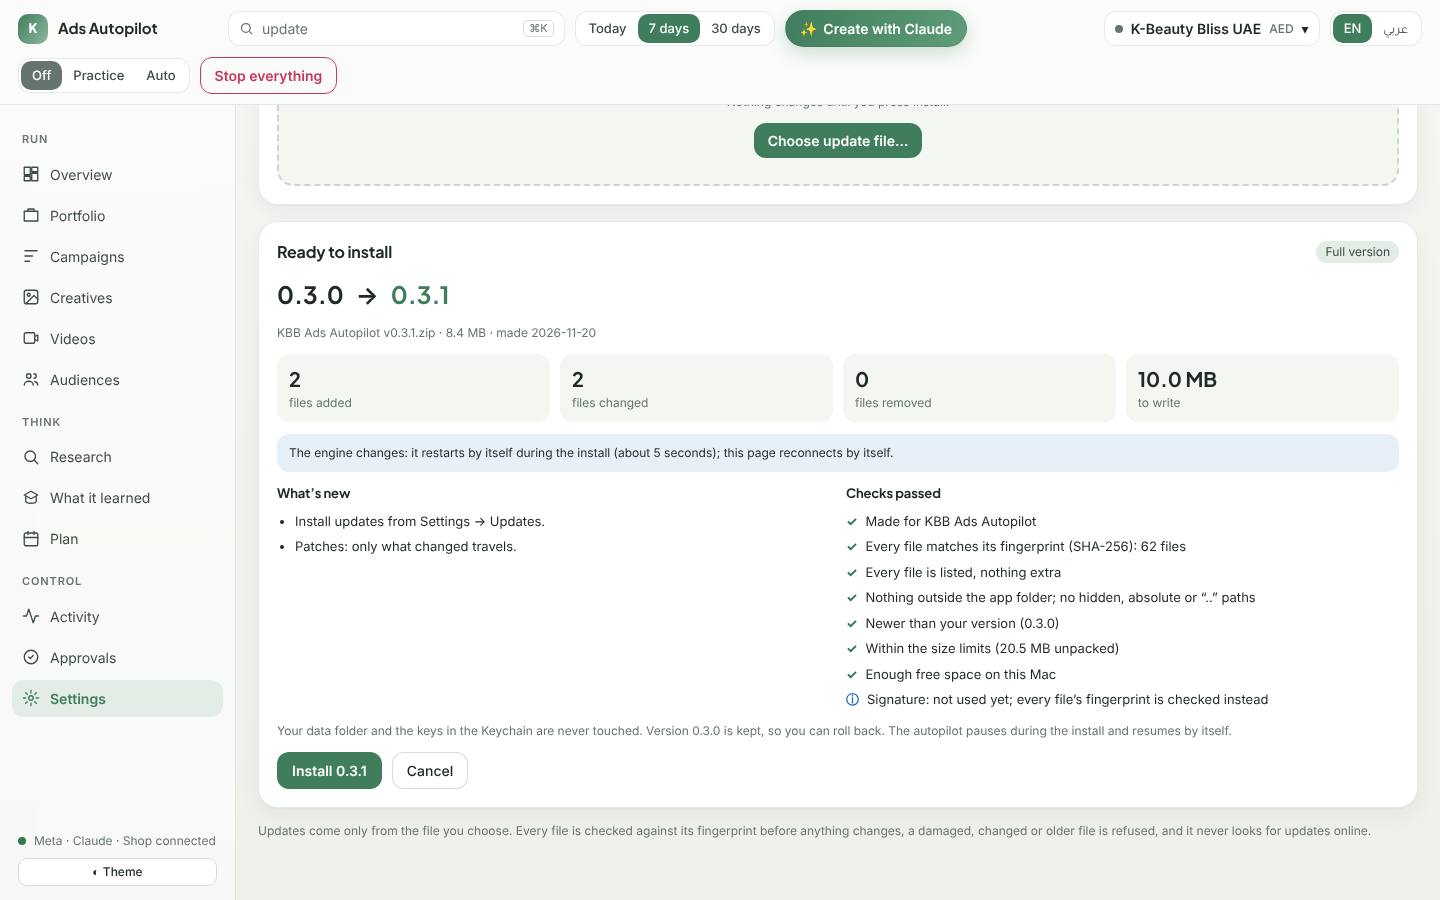 K
Ads Autopilot
update
⌘K
Today
7 days
30 days
✨ Create with Claude
K-Beauty Bliss UAE AED ▾
EN
عربي
Off
Practice
Auto
Stop everything
RUN
Overview
Portfolio
Campaigns
Creatives
Videos
Audiences
THINK
Research
What it learned
Plan
CONTROL
Activity
Approvals
Settings
Meta · Claude · Shop connected
Theme
Choose update file…
Ready to install
Full version
0.3.0 → 0.3.1
KBB Ads Autopilot v0.3.1.zip · 8.4 MB · made 2026-11-20
2
files added
2
files changed
0
files removed
10.0 MB
to write
The engine changes: it restarts by itself during the install (about 5 seconds); this page reconnects by itself.
What’s new
• Install updates from Settings → Updates.
• Patches: only what changed travels.
Checks passed
✓ Made for KBB Ads Autopilot
✓ Every file matches its fingerprint (SHA-256): 62 files
✓ Every file is listed, nothing extra
✓ Nothing outside the app folder; no hidden, absolute or “..” paths
✓ Newer than your version (0.3.0)
✓ Within the size limits (20.5 MB unpacked)
✓ Enough free space on this Mac
ⓘ Signature: not used yet; every file’s fingerprint is checked instead
Your data folder and the keys in the Keychain are never touched. Version 0.3.0 is kept, so you can roll back. The autopilot pauses during the install and resumes by itself.
Install 0.3.1
Cancel
Updates come only from the file you choose. Every file is checked against its fingerprint before anything changes, a damaged, changed or older file is refused, and it never looks for updates online.